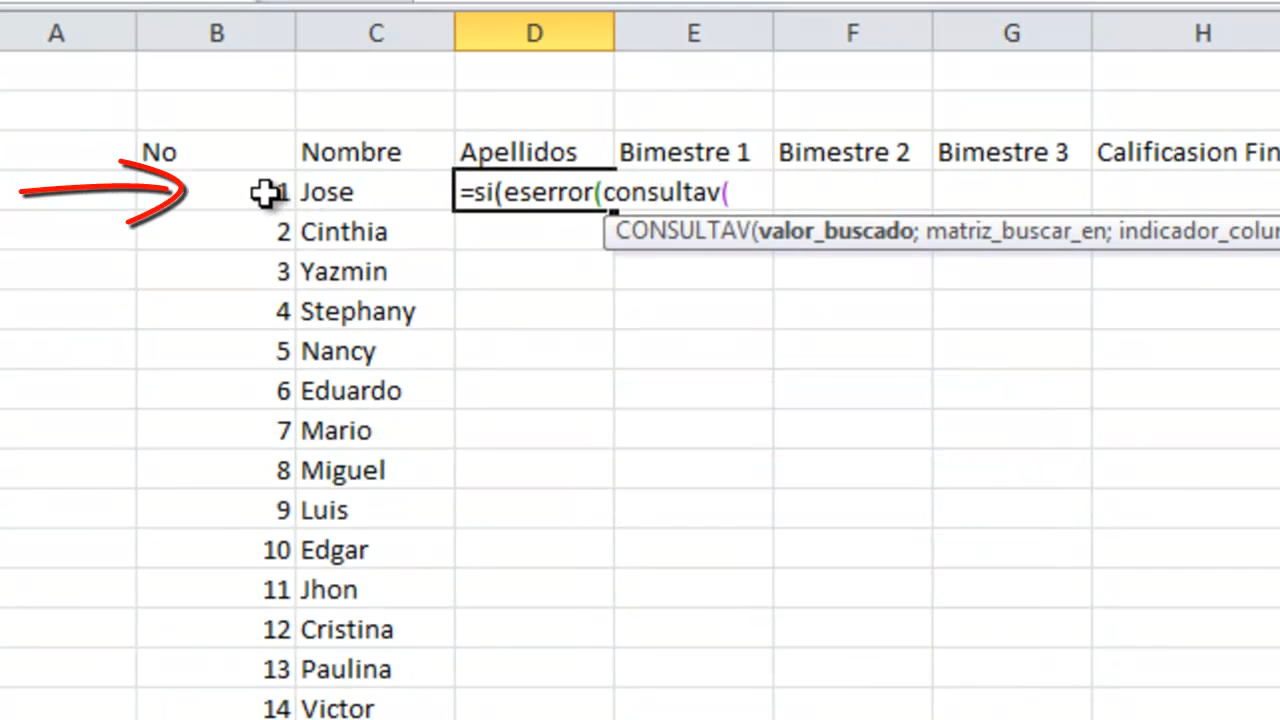 A B C D E F G H
No Nombre Apellidos Bimestre 1 Bimestre 2 Bimestre 3 Calificasion Fin
1 Jose =si(eserror(consultav(
CONSULTAV(valor_buscado; matriz_buscar_en; indicador_colur
2 Cinthia
3 Yazmin
4 Stephany
5 Nancy
6 Eduardo
7 Mario
8 Miguel
9 Luis
10 Edgar
11 Jhon
12 Cristina
13 Paulina
14 Victor